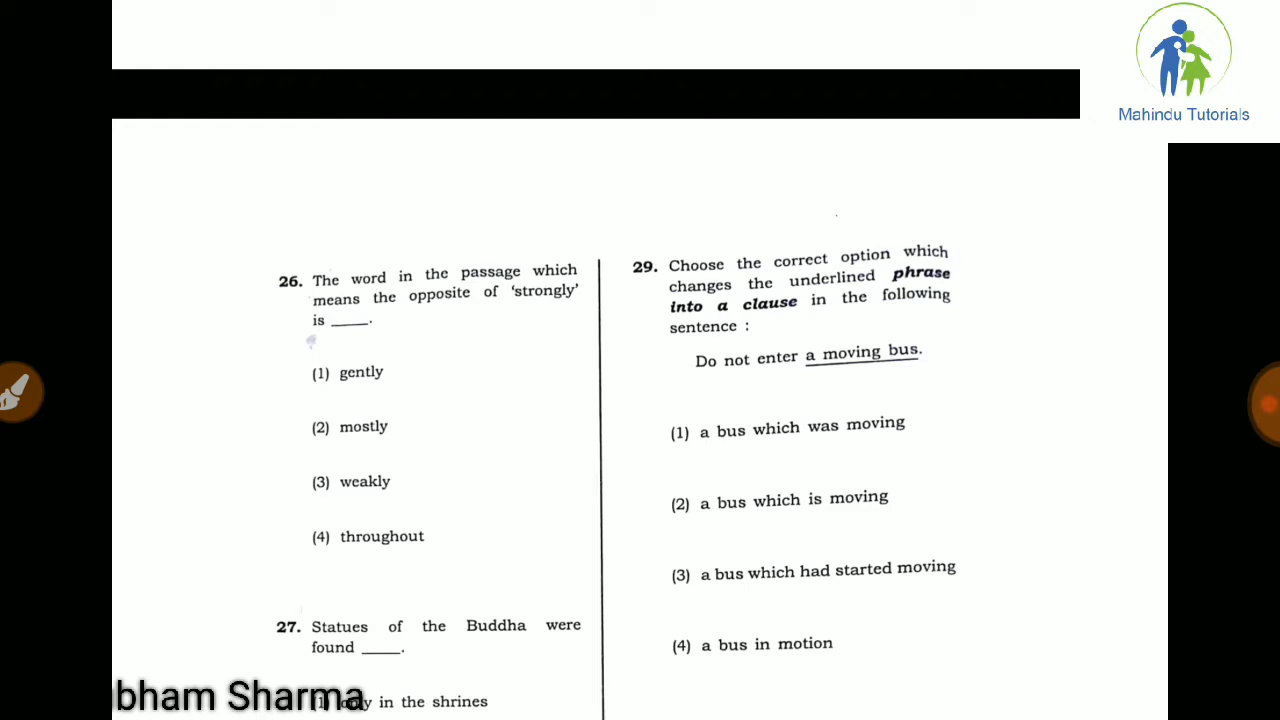 Mahindu Tutorials
26. The word in the passage which
means the opposite of ‘strongly’
is ____.
(1) gently
(2) mostly
(3) weakly
(4) throughout
27. Statues of the Buddha were
found ____.
(1) only in the shrines
29. Choose the correct option which
changes the underlined phrase
into a clause in the following
sentence :
Do not enter a moving bus.
(1) a bus which was moving
(2) a bus which is moving
(3) a bus which had started moving
(4) a bus in motion
bham Sharma